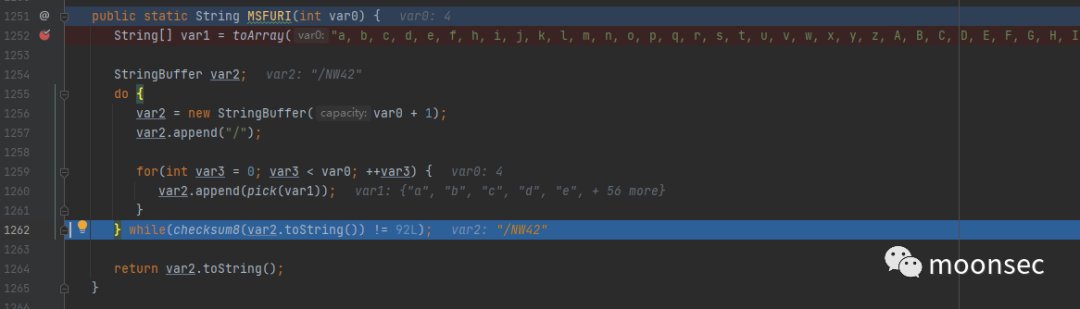 1251 @ public static String MSFURI(int var0) { var0: 4
1252 String[] var1 = toArray( var0: "a, b, c, d, e, f, h, i, j, k, l, m, n, o, p, q, r, s, t, u, v, w, x, y, z, A, B, C, D, E, F, G, H, I
1253
1254 StringBuffer var2; var2: "/NW42"
1255 do {
1256 var2 = new StringBuffer( capacity: var0 + 1);
1257 var2.append("/");
1258
1259 for(int var3 = 0; var3 < var0; ++var3) { var0: 4
1260 var2.append(pick(var1)); var1: {"a", "b", "c", "d", "e", + 56 more}
1261 }
1262 } while(checksum8(var2.toString()) != 92L); var2: "/NW42"
1263
1264 return var2.toString();
1265 }
1266
moonsec